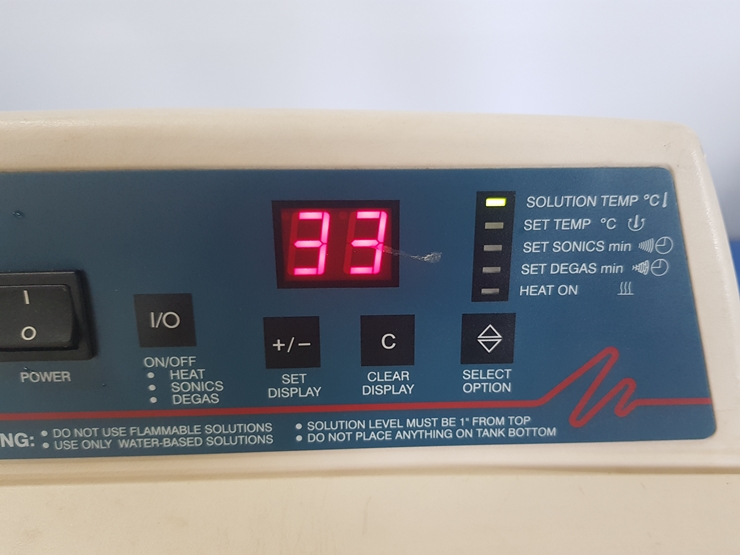 33
SOLUTION TEMP °C
SET TEMP °C
SET SONICS min
SET DEGAS min
HEAT ON
I
O
POWER
I/O
ON/OFF
• HEAT
• SONICS
• DEGAS
+/−
SET
DISPLAY
C
CLEAR
DISPLAY
SELECT
OPTION
NG: • DO NOT USE FLAMMABLE SOLUTIONS
• USE ONLY WATER-BASED SOLUTIONS
• SOLUTION LEVEL MUST BE 1" FROM TOP
• DO NOT PLACE ANYTHING ON TANK BOTTOM